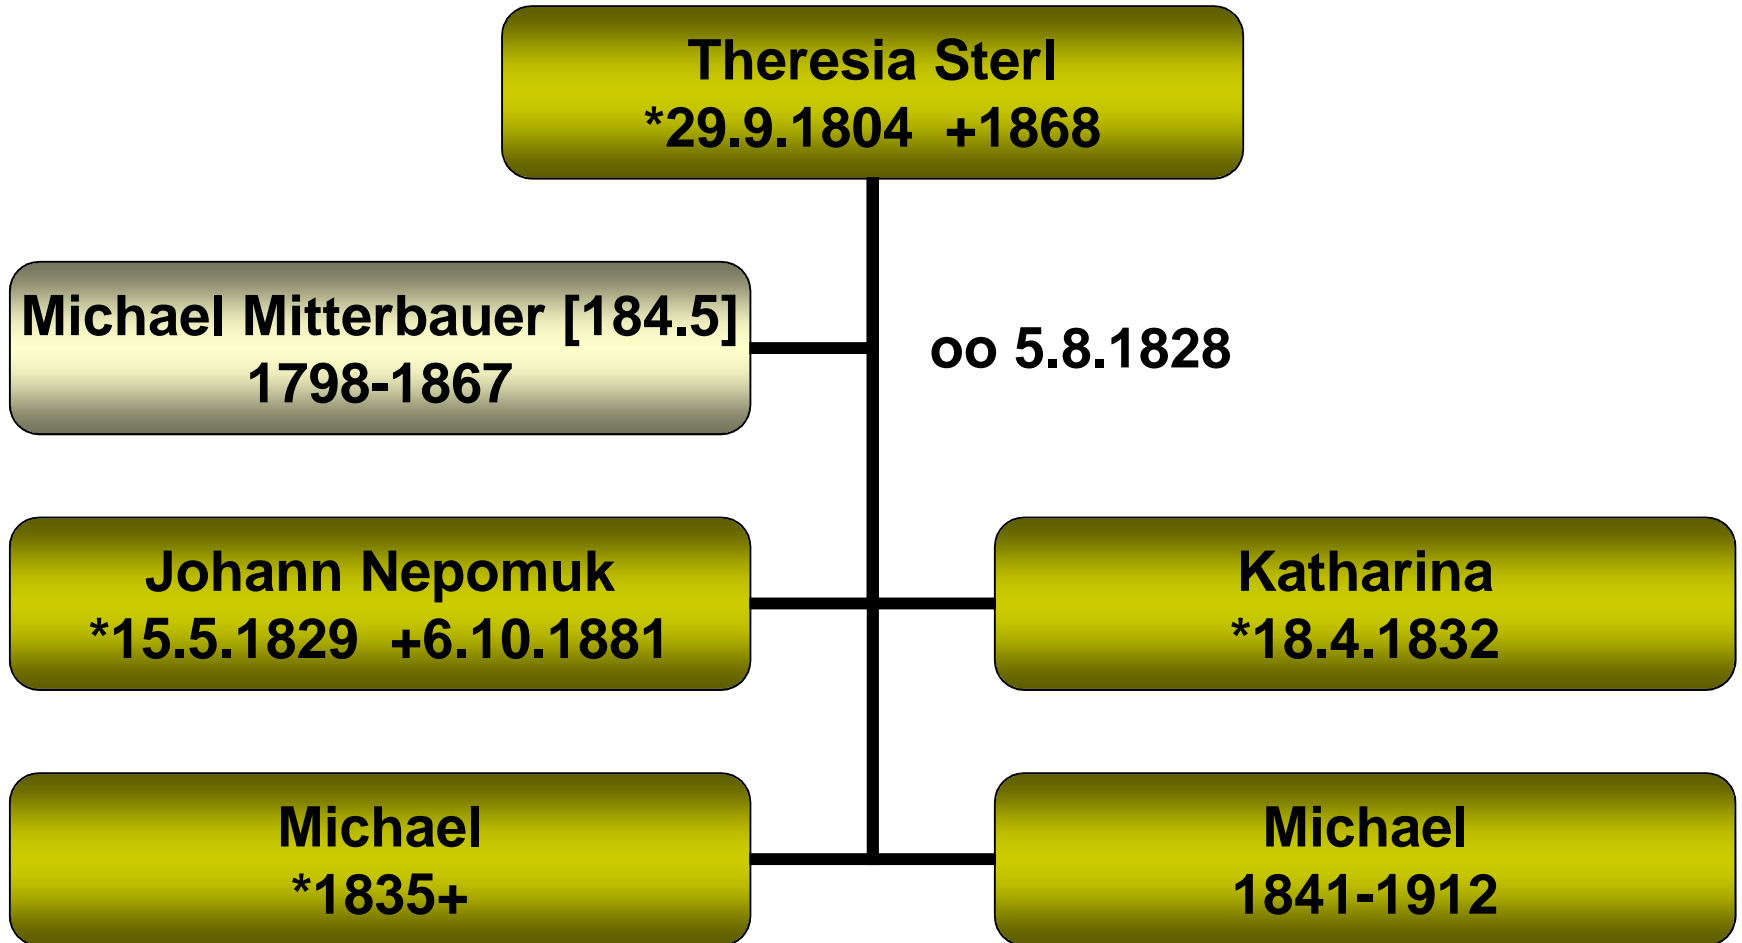 Theresia Sterl
*29.9.1804 +1868
Michael Mitterbauer [184.5]
1798-1867
oo 5.8.1828
Johann Nepomuk
*15.5.1829 +6.10.1881
Katharina
*18.4.1832
Michael
*1835+
Michael
1841-1912